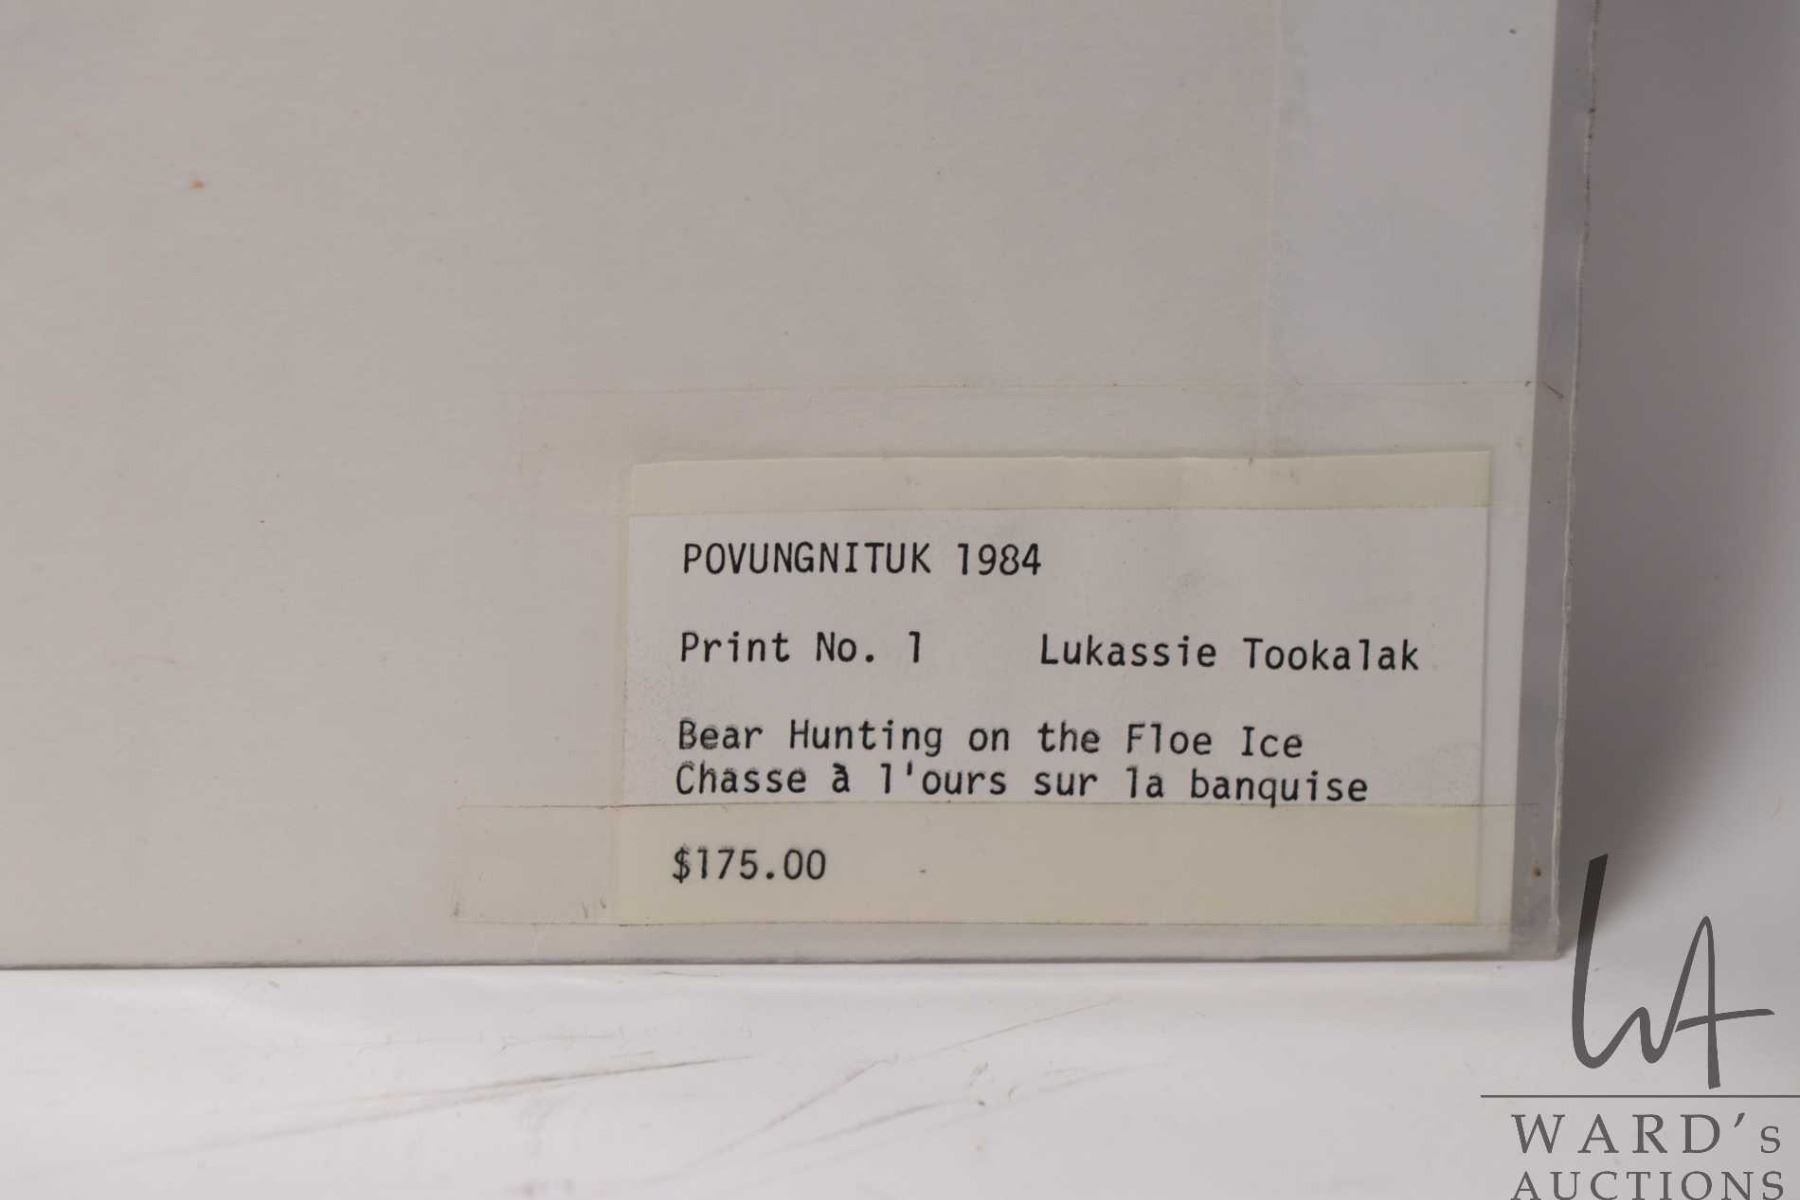 POVUNGNITUK 1984
Print No. 1 Lukassie Tookalak
Bear Hunting on the Floe Ice
Chasse à l'ours sur la banquise
$175.00
WA
WARD's
AUCTIONS